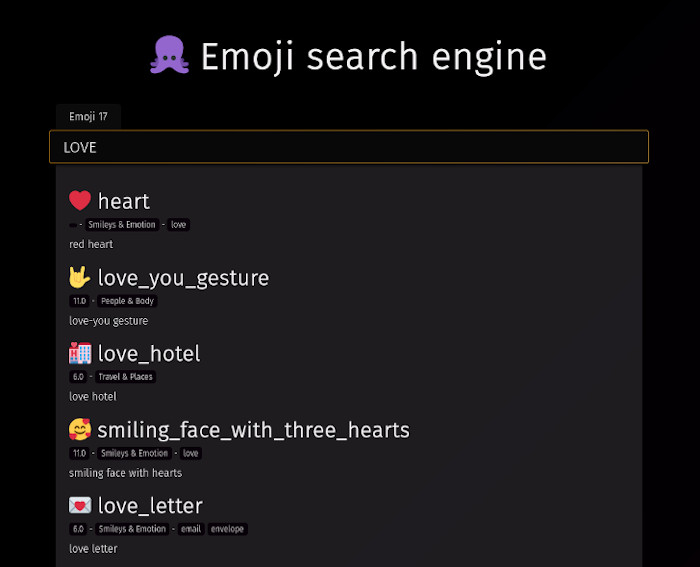 Emoji search engine
Emoji 17
LOVE
heart
- Smileys & Emotion - love
red heart
love_you_gesture
11.0 - People & Body
love-you gesture
love_hotel
6.0 - Travel & Places
love hotel
smiling_face_with_three_hearts
11.0 - Smileys & Emotion - love
smiling face with hearts
love_letter
6.0 - Smileys & Emotion - email envelope
love letter